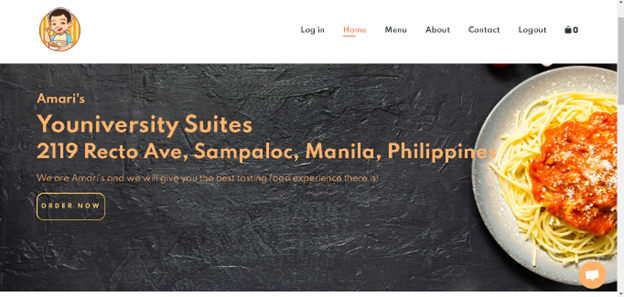 Log in Home Menu About Contact Logout 0
Amari's
Youniversity Suites
2119 Recto Ave, Sampaloc, Manila, Philippines
We are Amari's and we will give you the best tasting food experience there is!
ORDER NOW